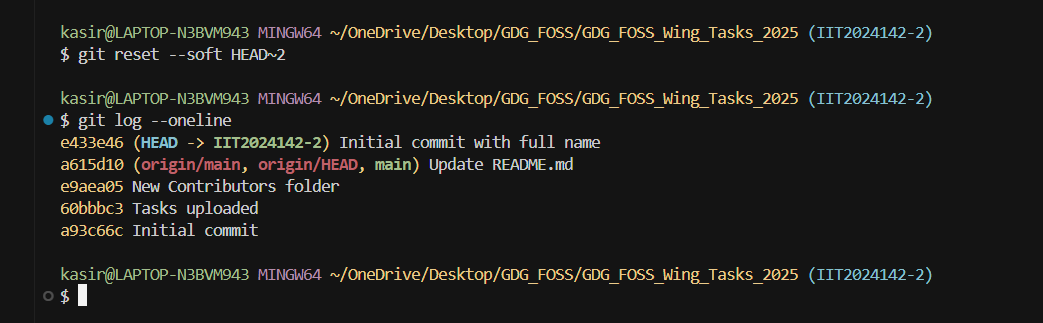 kasir@LAPTOP-N3BVM943 MINGW64 ~/OneDrive/Desktop/GDG_FOSS/GDG_FOSS_Wing_Tasks_2025 (IIT2024142-2)
$ git reset --soft HEAD~2
kasir@LAPTOP-N3BVM943 MINGW64 ~/OneDrive/Desktop/GDG_FOSS/GDG_FOSS_Wing_Tasks_2025 (IIT2024142-2)
$ git log --oneline
e433e46 (HEAD -> IIT2024142-2) Initial commit with full name
a615d10 (origin/main, origin/HEAD, main) Update README.md
e9aea05 New Contributors folder
60bbbc3 Tasks uploaded
a93c66c Initial commit
kasir@LAPTOP-N3BVM943 MINGW64 ~/OneDrive/Desktop/GDG_FOSS/GDG_FOSS_Wing_Tasks_2025 (IIT2024142-2)
$